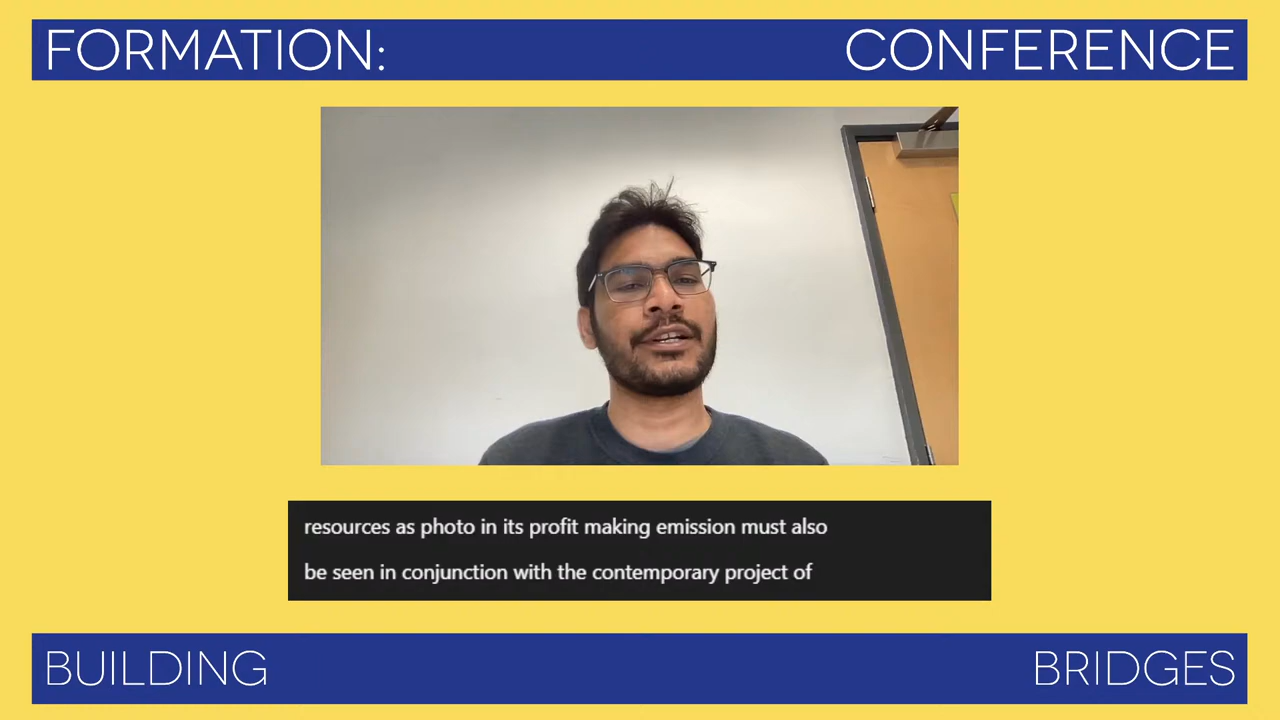 FORMATION: CONFERENCE
resources as photo in its profit making emission must also
be seen in conjunction with the contemporary project of
BUILDING BRIDGES